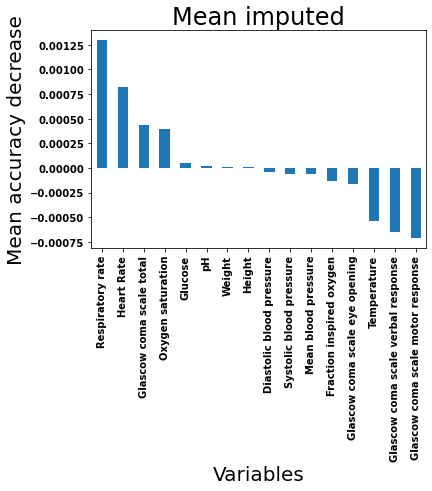 Mean imputed
Mean accuracy decrease
0.00125
0.00100
0.00075
0.00050
0.00025
0.00000
−0.00025
−0.00050
−0.00075
Respiratory rate
Heart Rate
Glascow coma scale total
Oxygen saturation
Glucose
pH
Weight
Height
Diastolic blood pressure
Systolic blood pressure
Mean blood pressure
Fraction inspired oxygen
Glascow coma scale eye opening
Temperature
Glascow coma scale verbal response
Glascow coma scale motor response
Variables